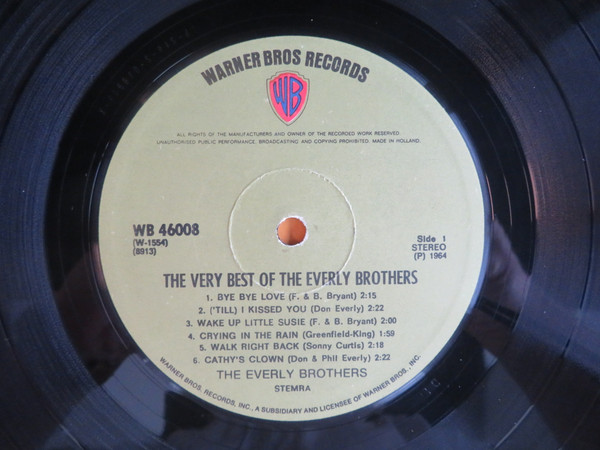 WARNER BROS RECORDS
WB
ALL RIGHTS OF THE MANUFACTURERS AND OWNER OF THE RECORDED WORK RESERVED.
UNAUTHORISED PUBLIC PERFORMANCE, BROADCASTING AND COPYING PROHIBITED. MADE IN HOLLAND.
WB 46008
(W-1554)
(8913)
Side 1
STEREO
(P) 1964
THE VERY BEST OF THE EVERLY BROTHERS
1. BYE BYE LOVE (F. & B. Bryant) 2:15
2. ('TILL) I KISSED YOU (Don Everly) 2:22
3. WAKE UP LITTLE SUSIE (F. & B. Bryant) 2:00
4. CRYING IN THE RAIN (Greenfield-King) 1:59
5. WALK RIGHT BACK (Sonny Curtis) 2:18
6. CATHY'S CLOWN (Don & Phil Everly) 2:22
THE EVERLY BROTHERS
STEMRA
WARNER BROS. RECORDS, INC., A SUBSIDIARY AND LICENSEE OF WARNER BROS., INC.